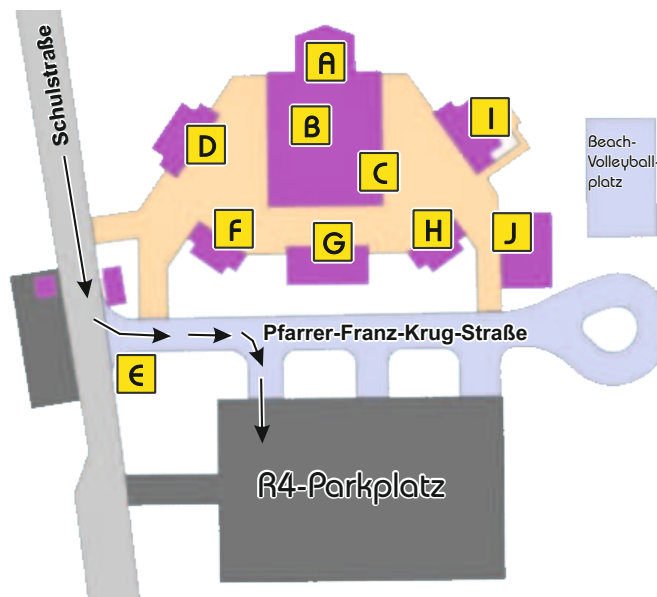 Schulstraße
A
B
C
D
E
F
G
H
I
J
Beach-
Volleyball-
platz
Pfarrer-Franz-Krug-Straße
R4-Parkplatz